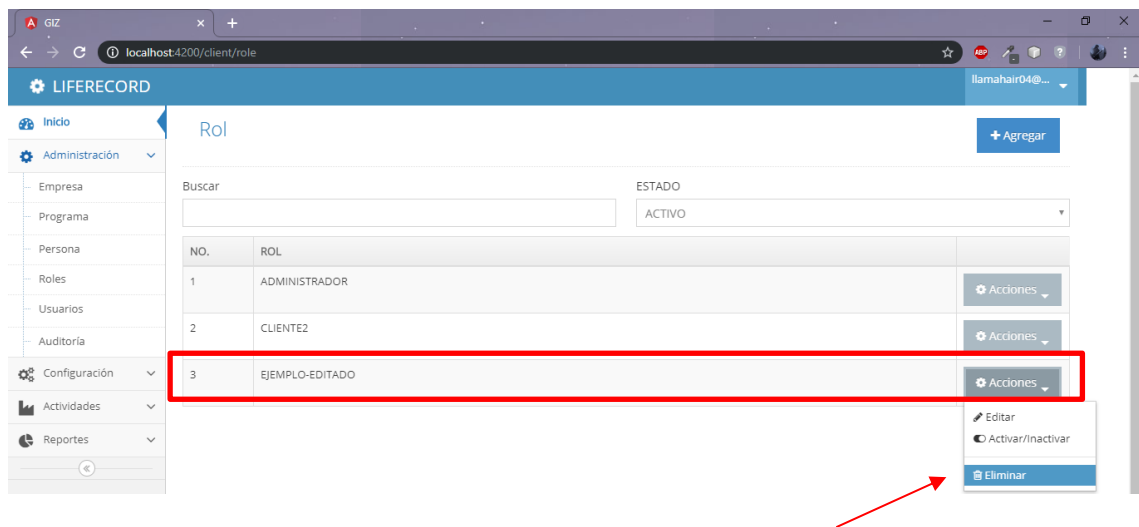 GIZ
localhost:4200/client/role
ABP
LIFERECORD
llamahair04@...
Inicio
Administración
Empresa
Programa
Persona
Roles
Usuarios
Auditoría
Configuración
Actividades
Reportes
Rol
+ Agregar
Buscar
ESTADO
ACTIVO
NO. ROL
1 ADMINISTRADOR Acciones
2 CLIENTE2 Acciones
3 EJEMPLO-EDITADO Acciones
Editar
Activar/Inactivar
Eliminar